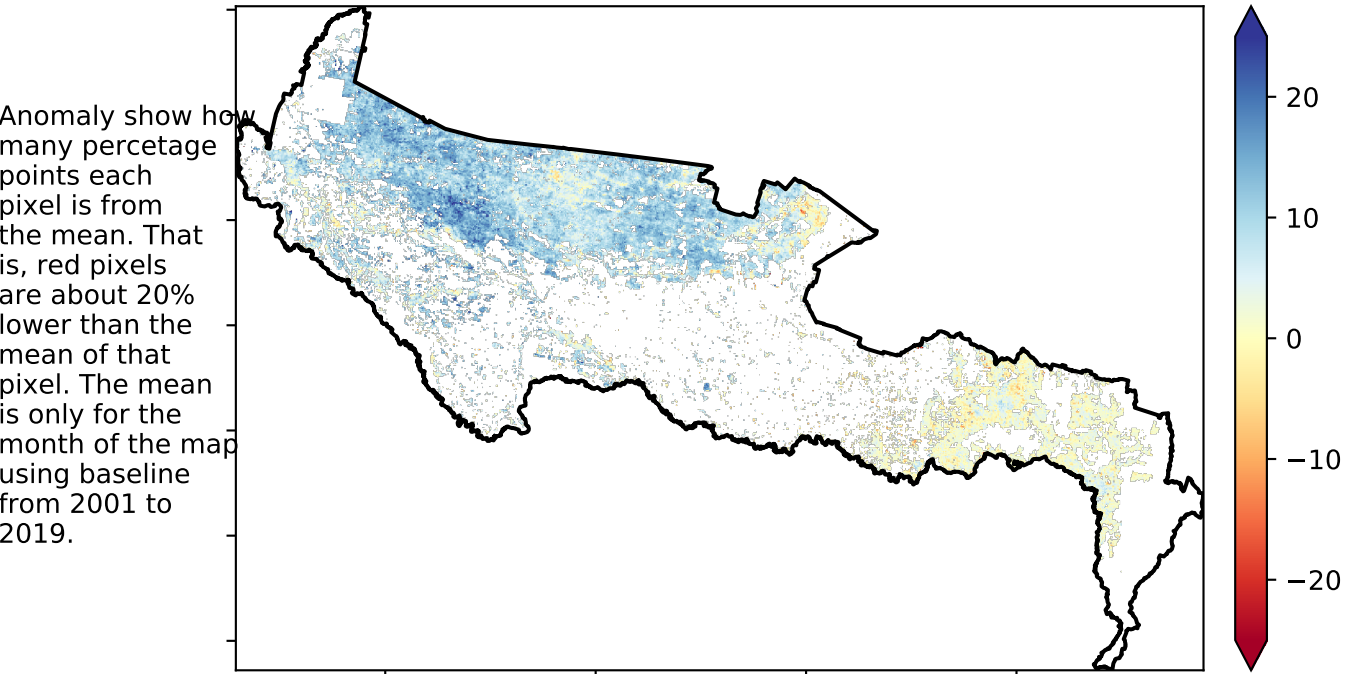 Anomaly show how
many percetage
points each
pixel is from
the mean. That
is, red pixels
are about 20%
lower than the
mean of that
pixel. The mean
is only for the
month of the map
using baseline
from 2001 to
2019.
20
10
0
−10
−20